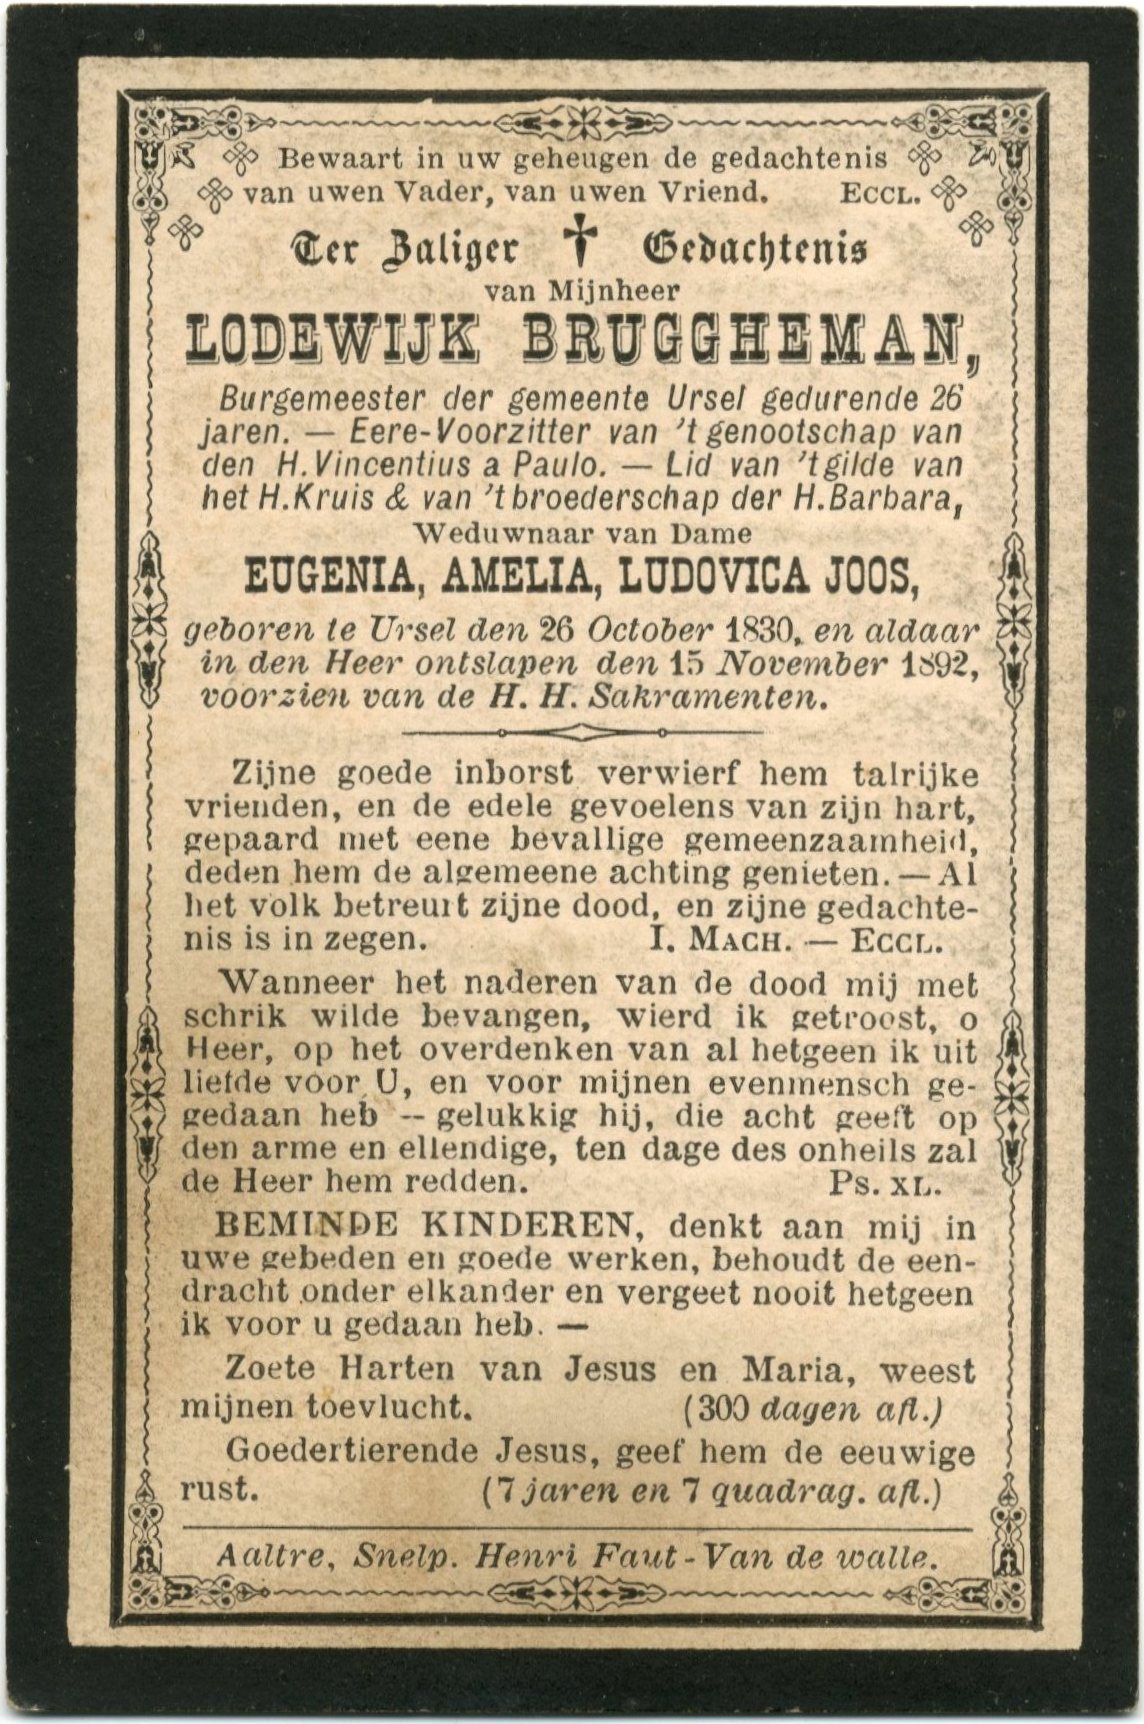 Bewaart in uw geheugen de gedachtenis
van uwen Vader, van uwen Vriend. ECCL.
Ter Zaliger † Gedachtenis
van Mijnheer
LODEWIJK BRUGGHEMAN,
Burgemeester der gemeente Ursel gedurende 26
jaren. — Eere-Voorzitter van 't genootschap van
den H. Vincentius a Paulo. — Lid van 't gilde van
het H. Kruis & van 't broederschap der H. Barbara,
Weduwnaar van Dame
EUGENIA, AMELIA, LUDOVICA JOOS,
geboren te Ursel den 26 October 1830, en aldaar
in den Heer ontslapen den 15 November 1892,
voorzien van de H. H. Sakramenten.
Zijne goede inborst verwierf hem talrijke
vrienden, en de edele gevoelens van zijn hart,
gepaard met eene bevallige gemeenzaamheid,
deden hem de algemeene achting genieten. — Al
het volk betreurt zijne dood, en zijne gedachte-
nis is in zegen. I. MACH. — ECCL.
Wanneer het naderen van de dood mij met
schrik wilde bevangen, wierd ik getroost, o
Heer, op het overdenken van al hetgeen ik uit
liefde voor U, en voor mijnen evenmensch ge-
gedaan heb — gelukkig hij, die acht geeft op
den arme en ellendige, ten dage des onheils zal
de Heer hem redden. Ps. XL.
BEMINDE KINDEREN, denkt aan mij in
uwe gebeden en goede werken, behoudt de een-
dracht onder elkander en vergeet nooit hetgeen
ik voor u gedaan heb. —
Zoete Harten van Jesus en Maria, weest
mijnen toevlucht. (300 dagen afl.)
Goedertierende Jesus, geef hem de eeuwige
rust. (7 jaren en 7 quadrag. afl.)
Aaltre, Snelp. Henri Faut-Van de walle.